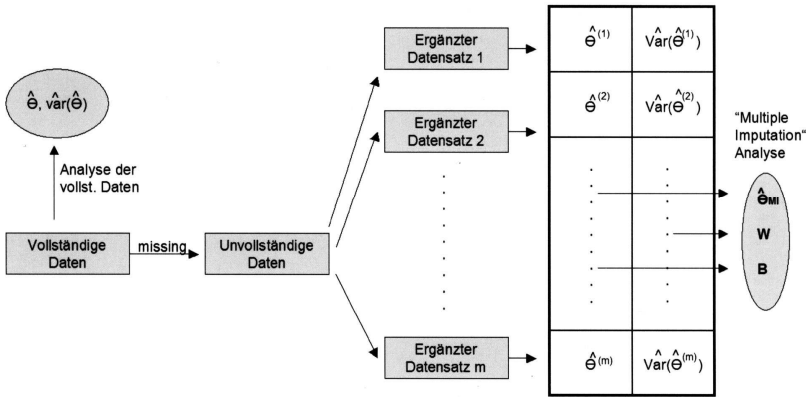 Θ̂, v̂ar(Θ̂)
Analyse der
vollst. Daten
Vollständige
Daten
missing
Unvollständige
Daten
Ergänzter
Datensatz 1
Ergänzter
Datensatz 2
Ergänzter
Datensatz m
Θ̂⁽¹⁾
Vâr(Θ̂⁽¹⁾)
Θ̂⁽²⁾
Vâr(Θ̂⁽²⁾)
Θ̂⁽ᵐ⁾
Vâr(Θ̂⁽ᵐ⁾)
"Multiple
Imputation"
Analyse
Θ̂MI
W
B